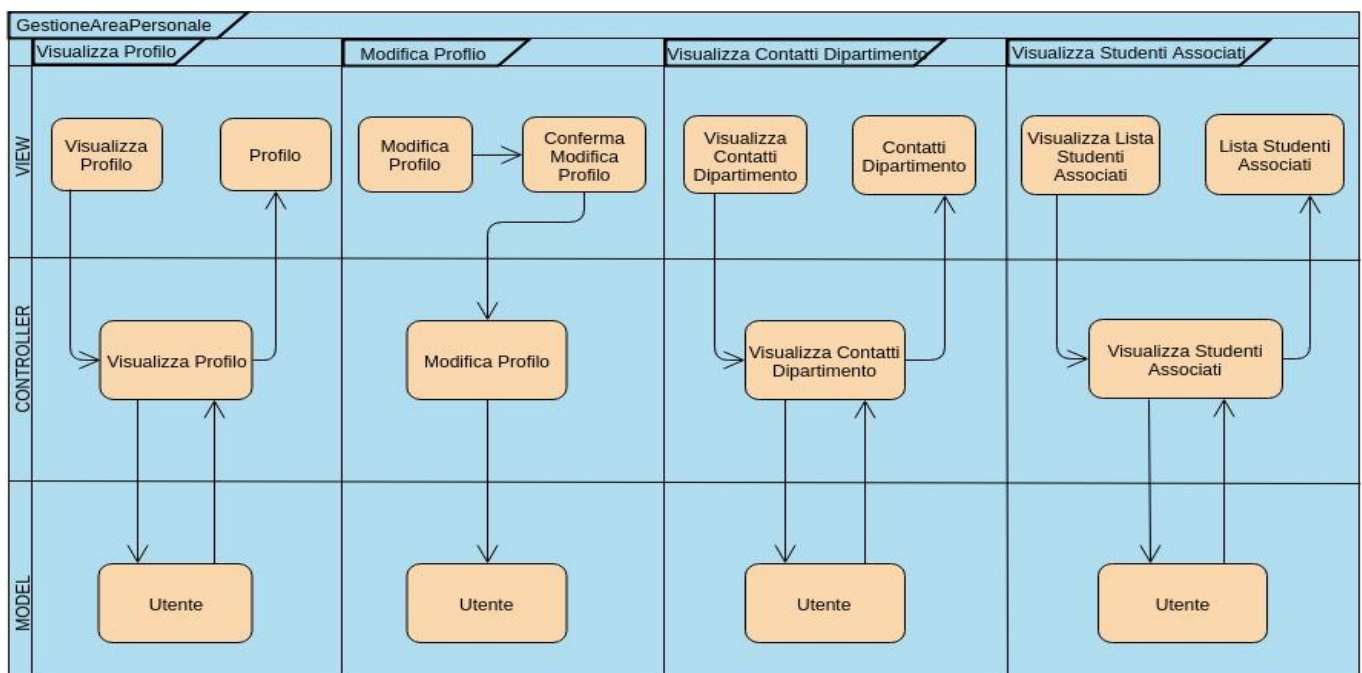 GestioneAreaPersonale
Visualizza Profilo
Modifica Proflio
Visualizza Contatti Dipartimento
Visualizza Studenti Associati
VIEW
Visualizza
Profilo
Profilo
Modifica
Profilo
Conferma
Modifica
Profilo
Visualizza
Contatti
Dipartimento
Contatti
Dipartimento
Visualizza Lista
Studenti
Associati
Lista Studenti
Associati
CONTROLLER
Visualizza Profilo
Modifica Profilo
Visualizza Contatti
Dipartimento
Visualizza Studenti
Associati
MODEL
Utente
Utente
Utente
Utente